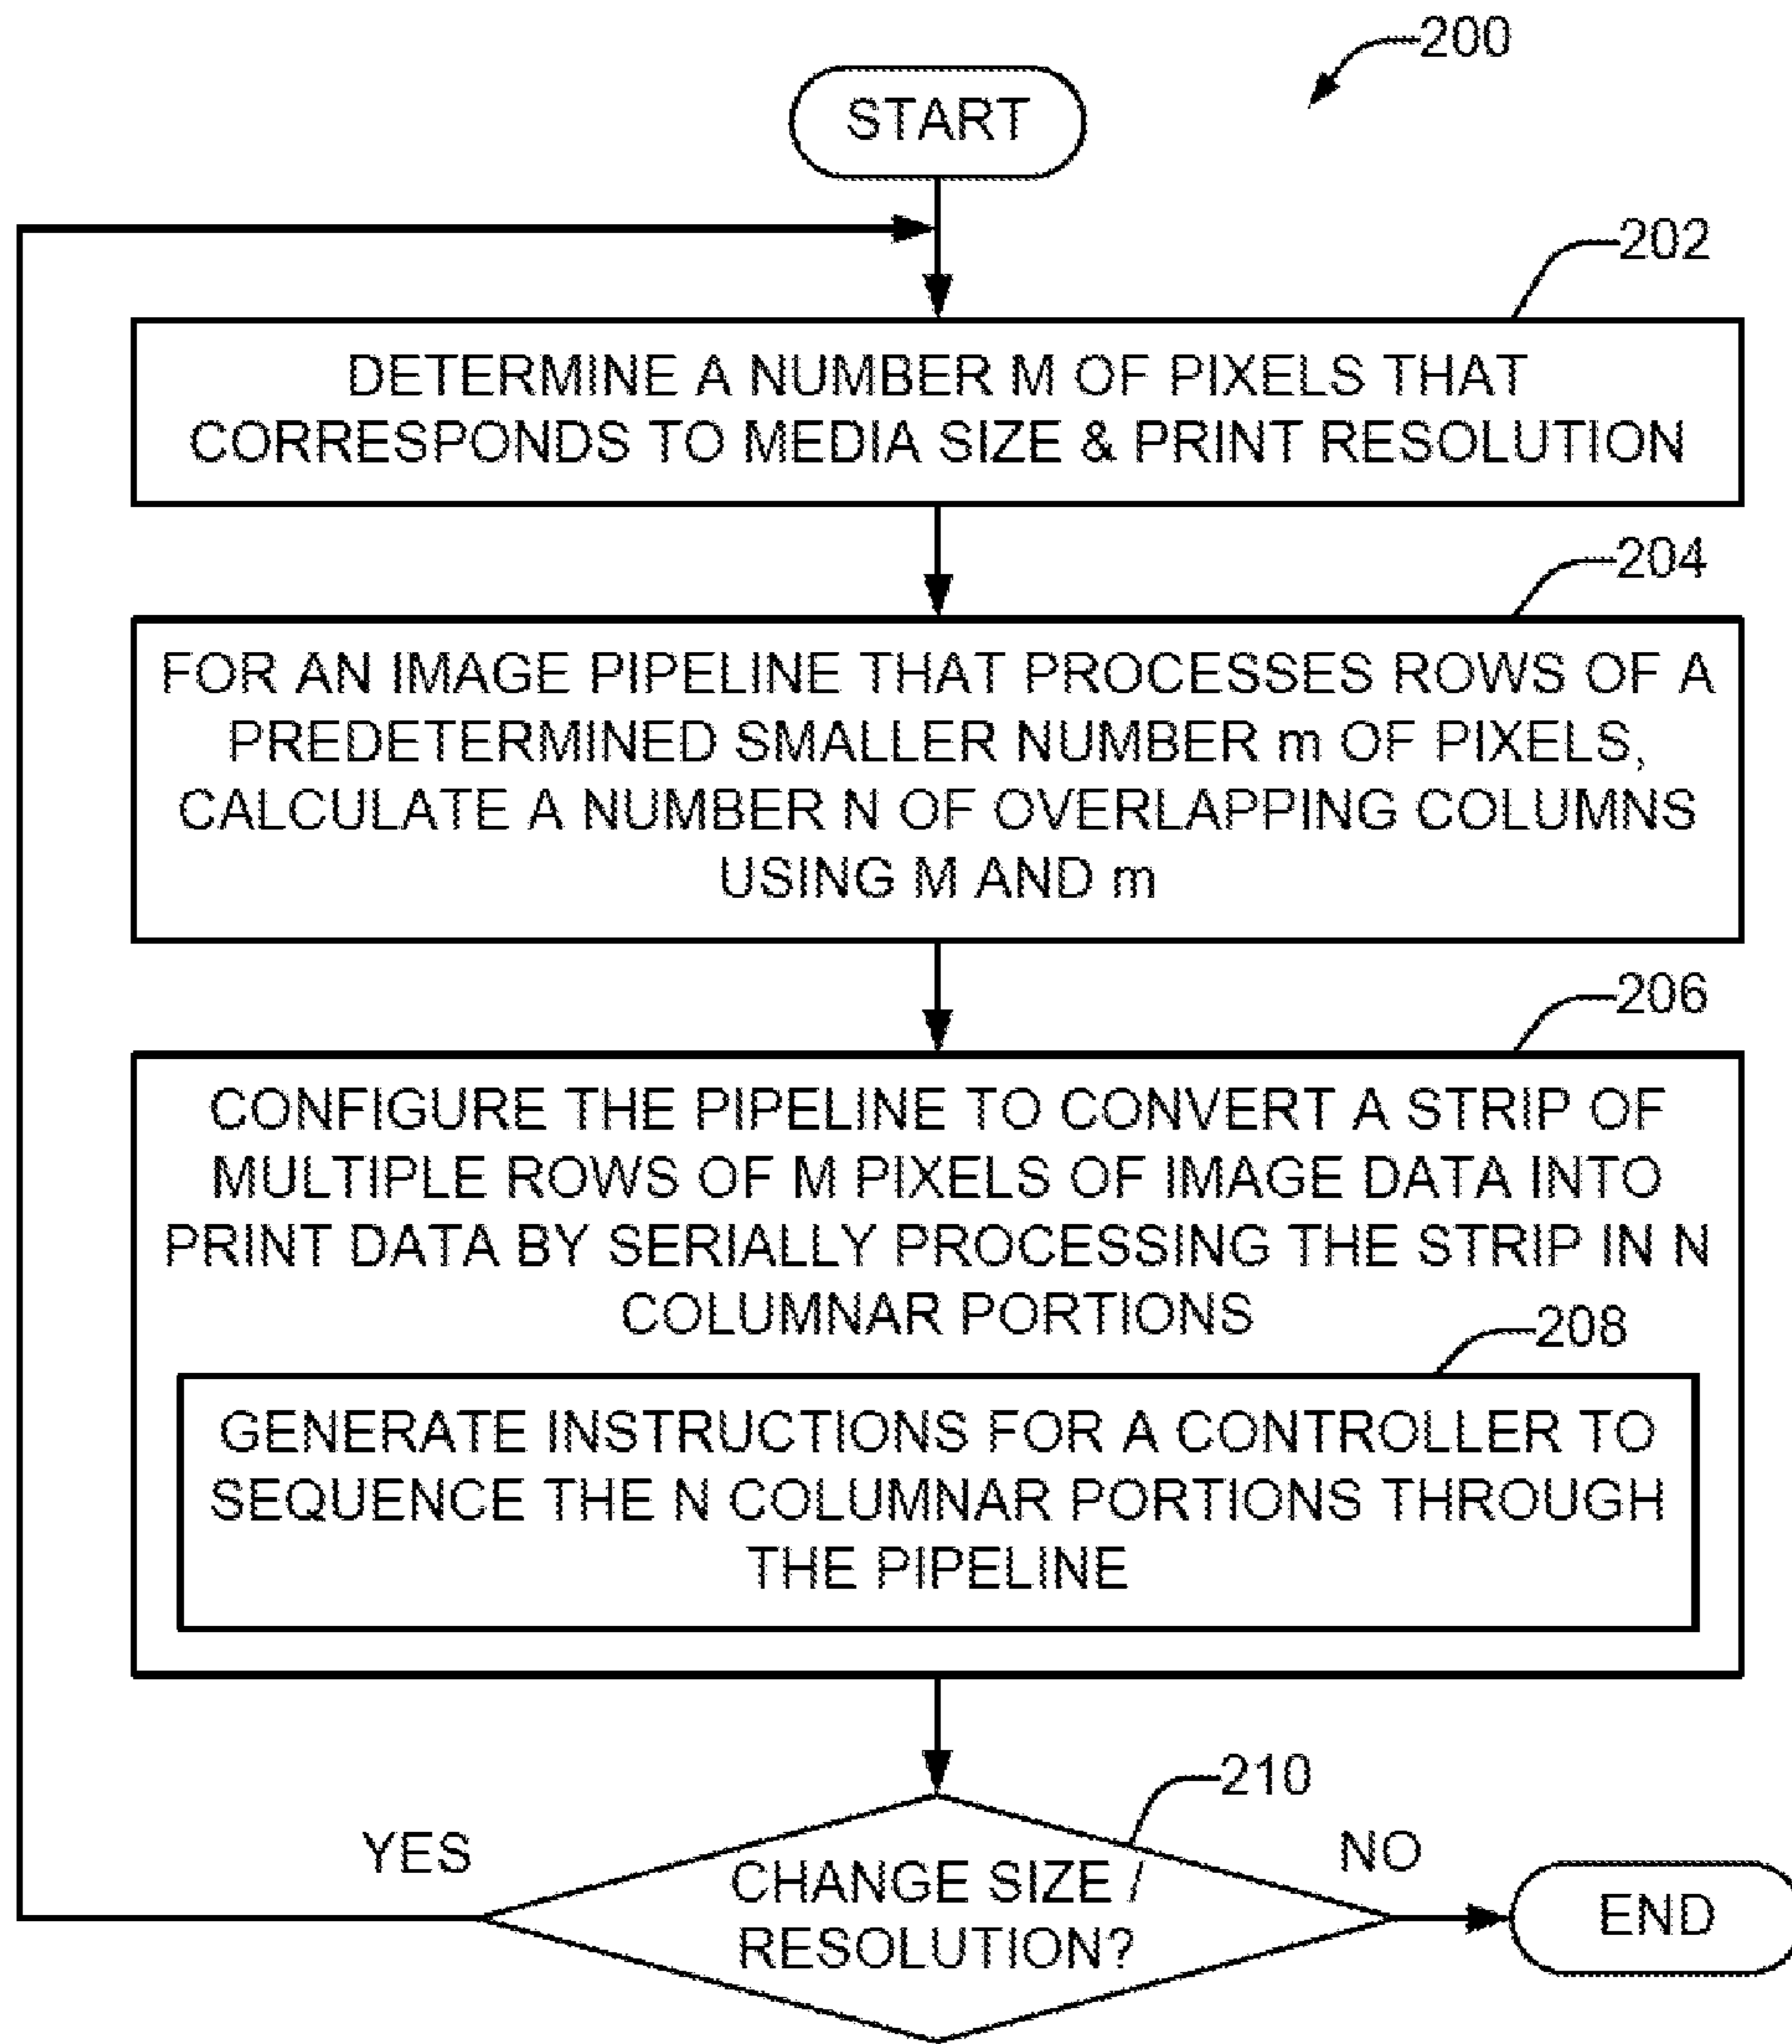 200
START
202
DETERMINE A NUMBER M OF PIXELS THAT
CORRESPONDS TO MEDIA SIZE & PRINT RESOLUTION
204
FOR AN IMAGE PIPELINE THAT PROCESSES ROWS OF A
PREDETERMINED SMALLER NUMBER m OF PIXELS,
CALCULATE A NUMBER N OF OVERLAPPING COLUMNS
USING M AND m
206
CONFIGURE THE PIPELINE TO CONVERT A STRIP OF
MULTIPLE ROWS OF M PIXELS OF IMAGE DATA INTO
PRINT DATA BY SERIALLY PROCESSING THE STRIP IN N
COLUMNAR PORTIONS
208
GENERATE INSTRUCTIONS FOR A CONTROLLER TO
SEQUENCE THE N COLUMNAR PORTIONS THROUGH
THE PIPELINE
210
YES
NO
CHANGE SIZE /
RESOLUTION?
END